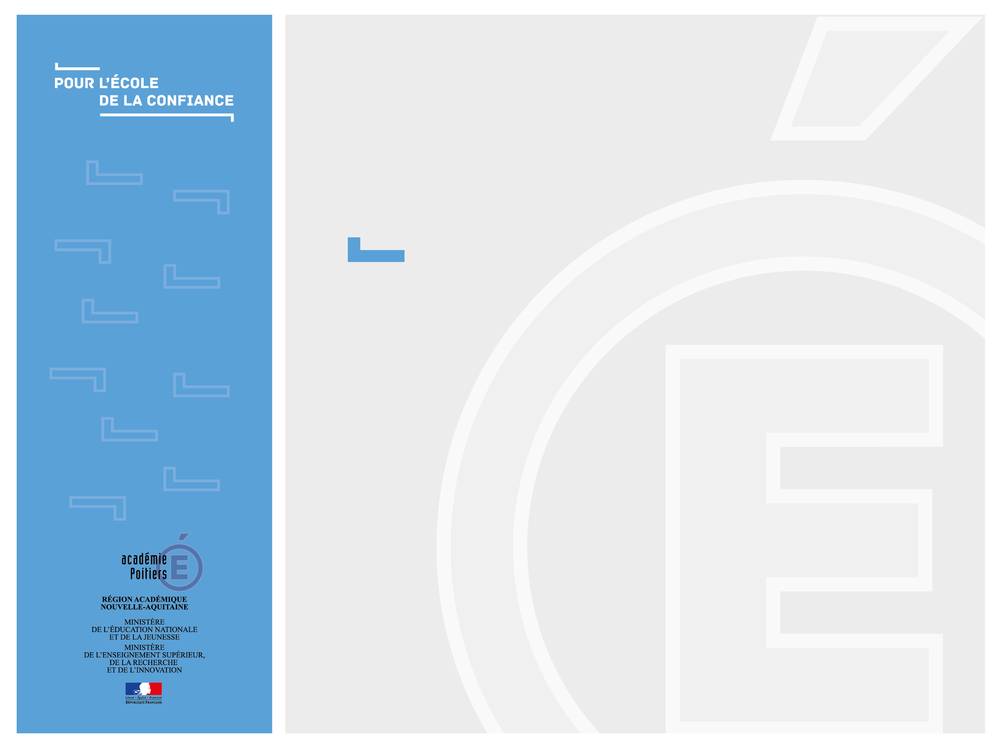 POUR L'ÉCOLE
DE LA CONFIANCE
académie
Poitiers
É
RÉGION ACADÉMIQUE
NOUVELLE-AQUITAINE
MINISTÈRE
DE L'ÉDUCATION NATIONALE
ET DE LA JEUNESSE
MINISTÈRE
DE L'ENSEIGNEMENT SUPÉRIEUR,
DE LA RECHERCHE
ET DE L'INNOVATION
Liberté • Égalité • Fraternité
RÉPUBLIQUE FRANÇAISE
É